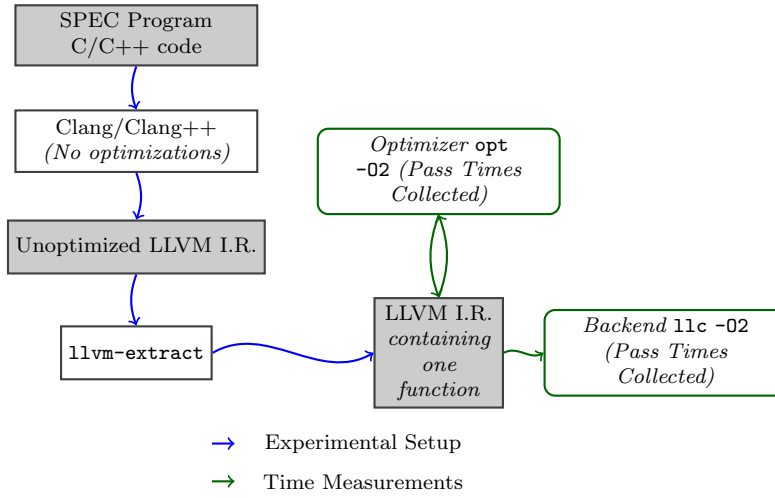 SPEC Program
C/C++ code
Clang/Clang++
(No optimizations)
Unoptimized LLVM I.R.
llvm-extract
Optimizer opt
-O2 (Pass Times
Collected)
LLVM I.R.
containing
one
function
Backend llc -O2
(Pass Times
Collected)
Experimental Setup
Time Measurements